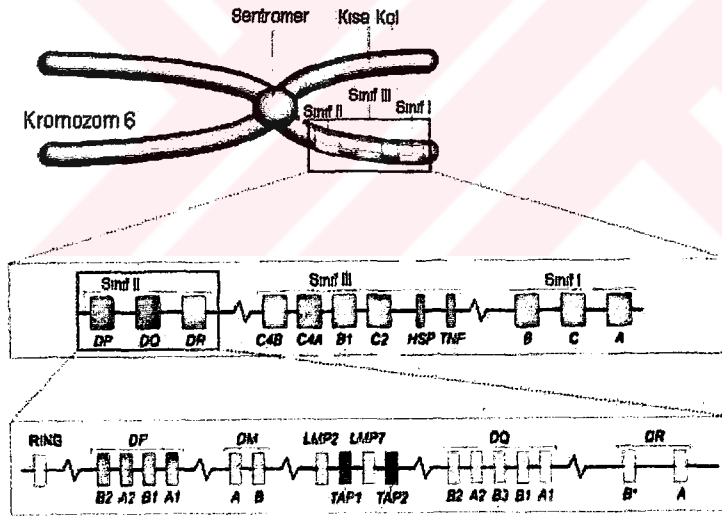 Sentromer Kısa Kol
Kromozom 6
Sınıf II Sınıf III Sınıf I
Sınıf II Sınıf III Sınıf I
DP DQ DR C4B C4A B1 C2 HSP TNF B C A
RING DP DM LMP2 LMP7 DQ DR
B2 A2 B1 A1 A B TAP1 TAP2 B2 A2 B3 B1 A1 B* A